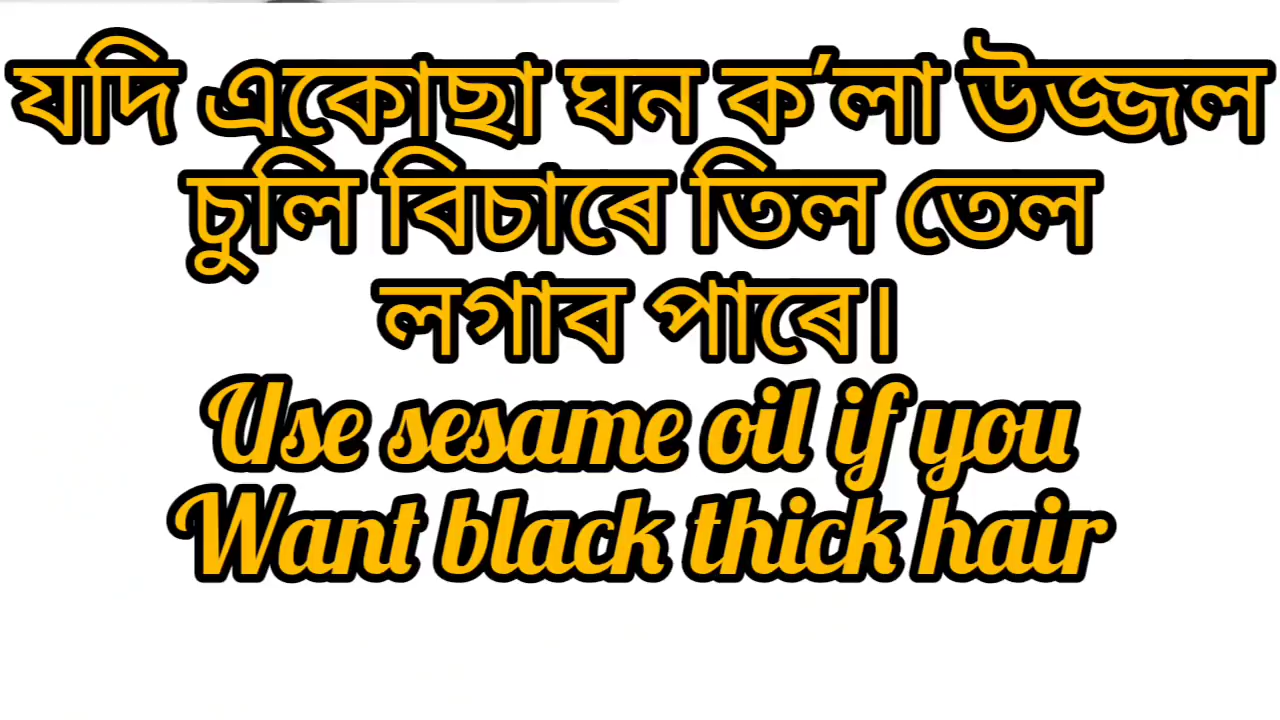 যদি একোছা ঘন ক’লা উজ্জল
চুলি বিচাৰে তিল তেল
লগাব পাৰে।
Use sesame oil if you
Want black thick hair